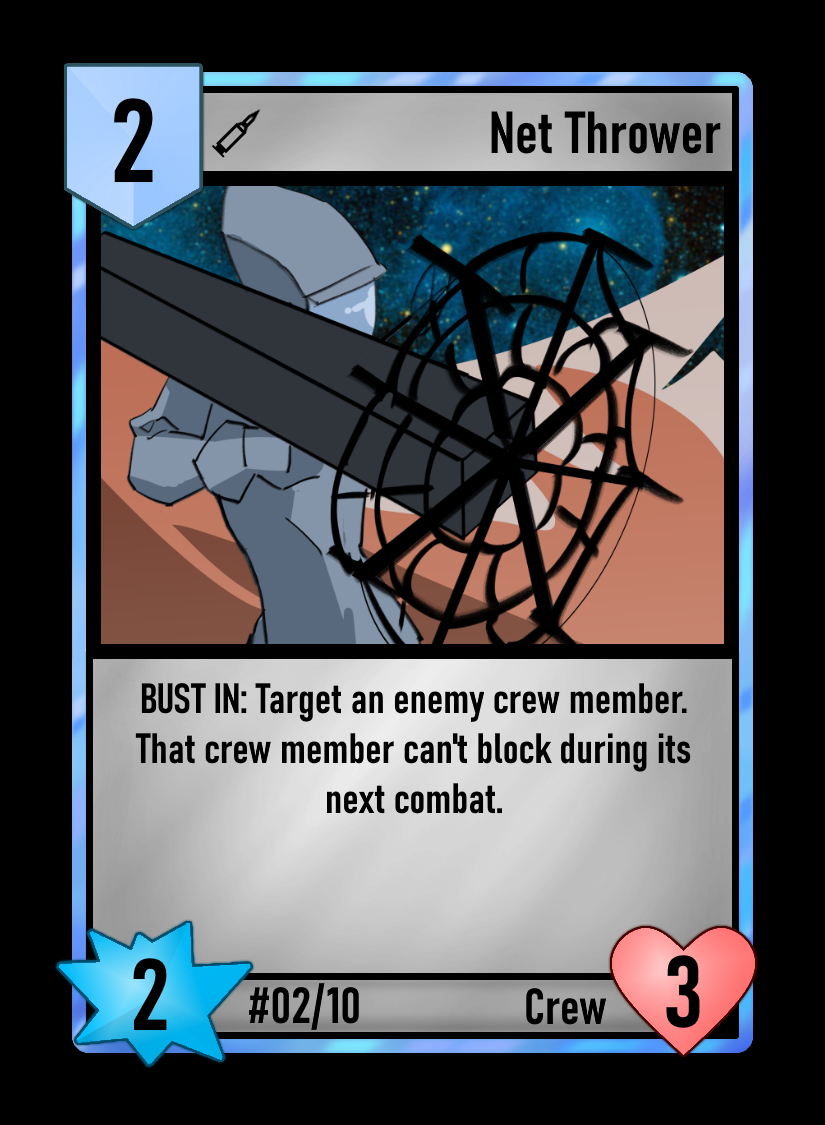 2
Net Thrower
BUST IN: Target an enemy crew member.
That crew member can't block during its
next combat.
2
#02/10
Crew
3